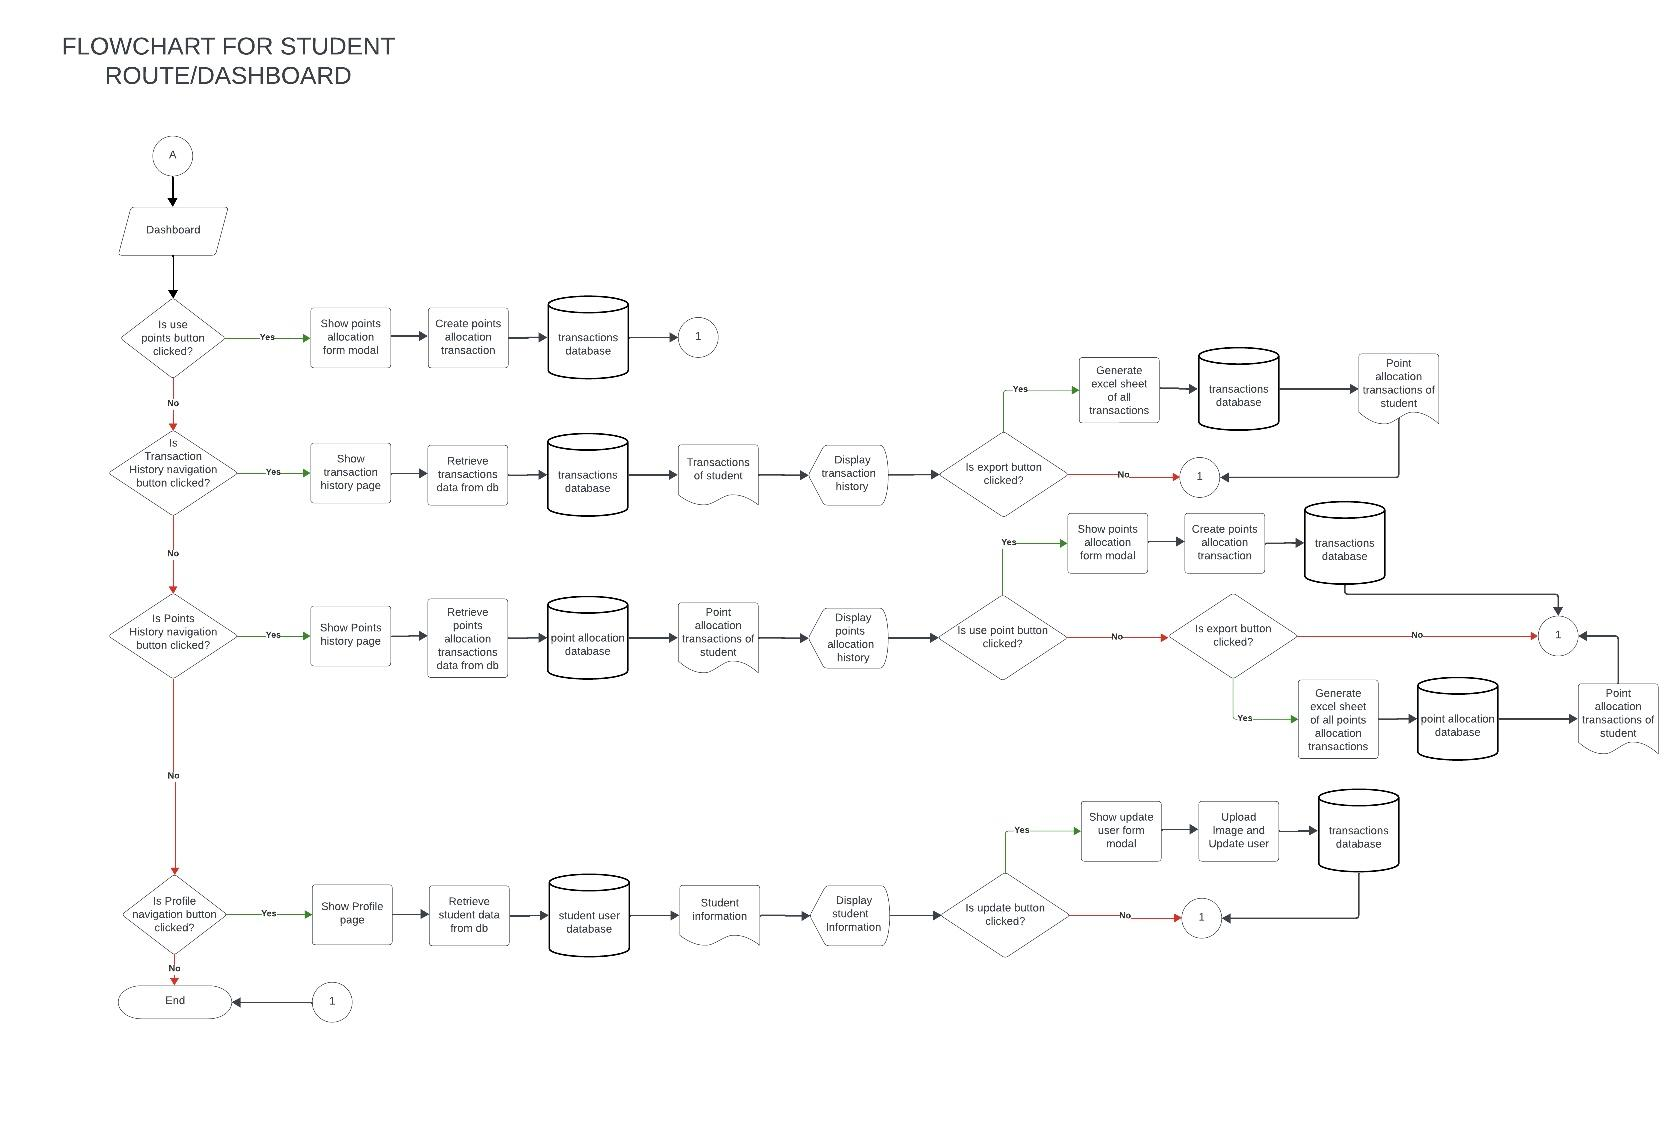 FLOWCHART FOR STUDENT
ROUTE/DASHBOARD
A
Dashboard
Is use
points button
clicked?
Yes
Show points
allocation
form modal
Create points
allocation
transaction
transactions
database
1
No
Is
Transaction
History navigation
button clicked?
Yes
Show
transaction
history page
Retrieve
transactions
data from db
transactions
database
Transactions
of student
Display
transaction
history
Is export button
clicked?
Yes
Generate
excel sheet
of all
transactions
transactions
database
Point
allocation
transactions of
student
No
1
No
Is Points
History navigation
button clicked?
Yes
Show Points
history page
Retrieve
points
allocation
transactions
data from db
point allocation
database
Point
allocation
transactions of
student
Display
points
allocation
history
Is use point button
clicked?
Yes
Show points
allocation
form modal
Create points
allocation
transaction
transactions
database
No
Is export button
clicked?
No
1
Yes
Generate
excel sheet
of all points
allocation
transactions
point allocation
database
Point
allocation
transactions of
student
No
Is Profile
navigation button
clicked?
Yes
Show Profile
page
Retrieve
student data
from db
student user
database
Student
information
Display
student
Information
Is update button
clicked?
Yes
Show update
user form
modal
Upload
Image and
Update user
transactions
database
No
1
No
End
1